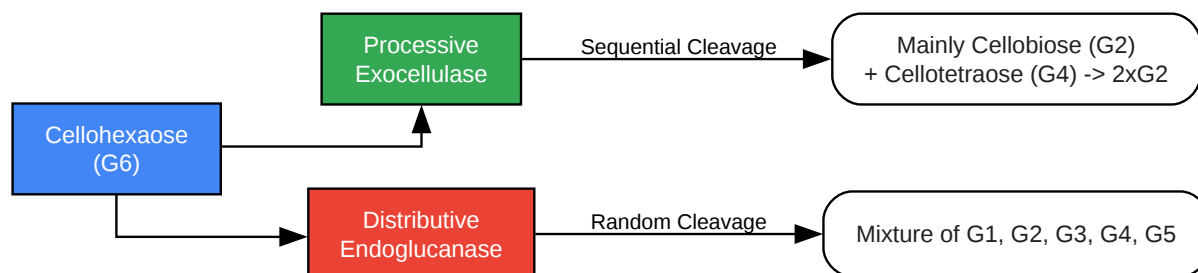 Cellohexaose
(G6)
Processive
Exocellulase
Sequential Cleavage
Mainly Cellobiose (G2)
+ Cellotetraose (G4) -> 2xG2
Distributive
Endoglucanase
Random Cleavage
Mixture of G1, G2, G3, G4, G5